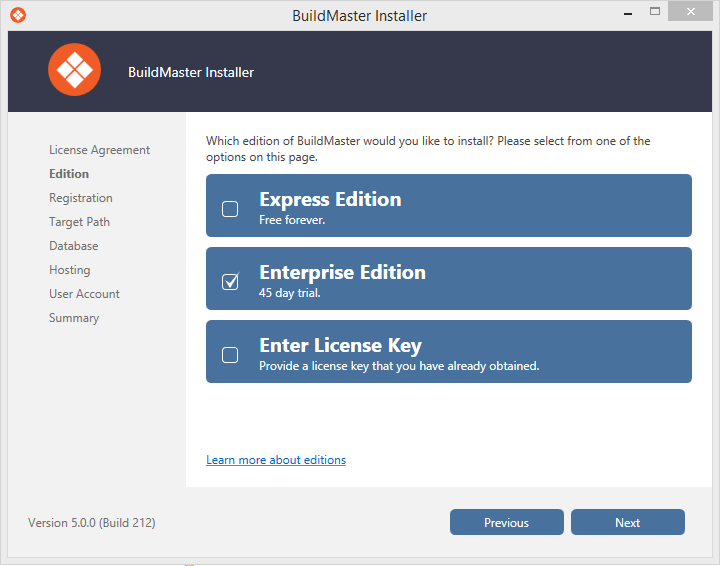 BuildMaster Installer
BuildMaster Installer
License Agreement
Edition
Registration
Target Path
Database
Hosting
User Account
Summary
Which edition of BuildMaster would you like to install? Please select from one of the
options on this page.
Express Edition
Free forever.
Enterprise Edition
45 day trial.
Enter License Key
Provide a license key that you have already obtained.
Learn more about editions
Version 5.0.0 (Build 212)
Previous
Next